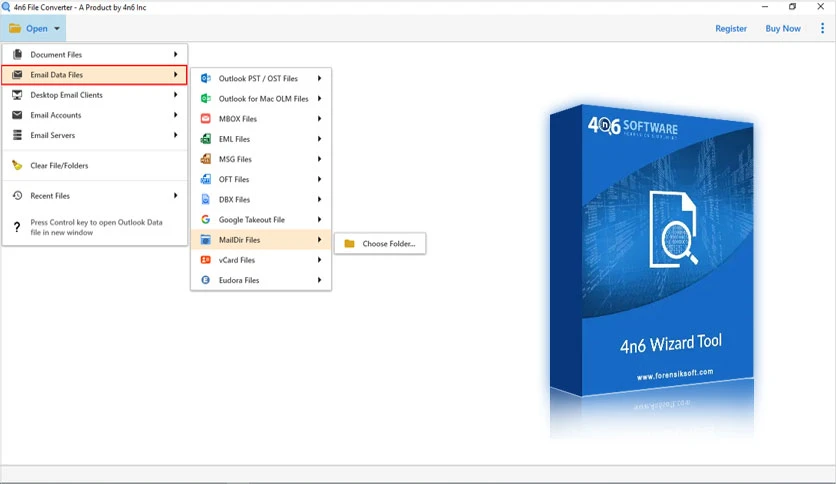 4n6 File Converter - A Product by 4n6 Inc
Open
Register
Buy Now
Document Files
Email Data Files
Desktop Email Clients
Email Accounts
Email Servers
Clear File/Folders
Recent Files
Press Control key to open Outlook Data
file in new window
Outlook PST / OST Files
Outlook for Mac OLM Files
MBOX Files
EML Files
MSG Files
OFT Files
DBX Files
Google Takeout File
MailDir Files
vCard Files
Eudora Files
Choose Folder...
4n6 SOFTWARE
4n6 Wizard Tool
www.forensiksoft.com